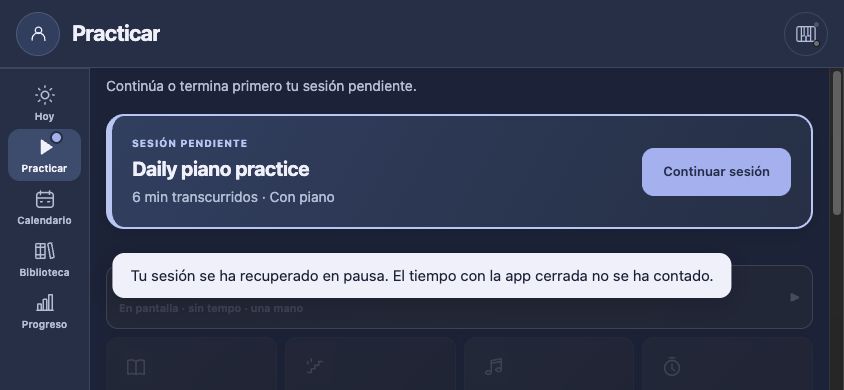 Practicar
Continúa o termina primero tu sesión pendiente.
Hoy
Practicar
Calendario
Biblioteca
Progreso
SESIÓN PENDIENTE
Daily piano practice
6 min transcurridos · Con piano
Continuar sesión
Tu sesión se ha recuperado en pausa. El tiempo con la app cerrada no se ha contado.
En pantalla · sin tempo · una mano